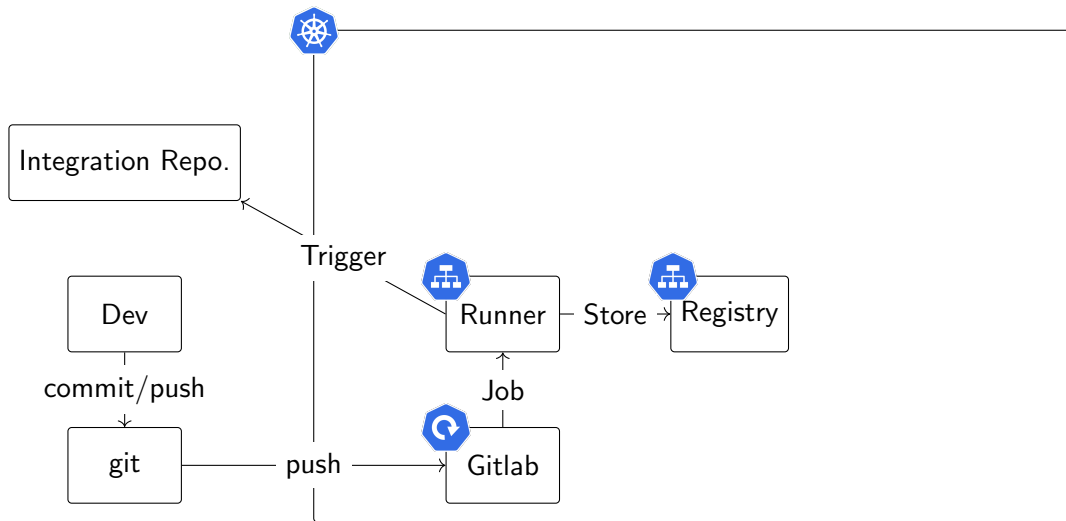 Integration Repo.
Trigger
Dev
Runner
Store
Registry
commit/push
Job
git
push
Gitlab